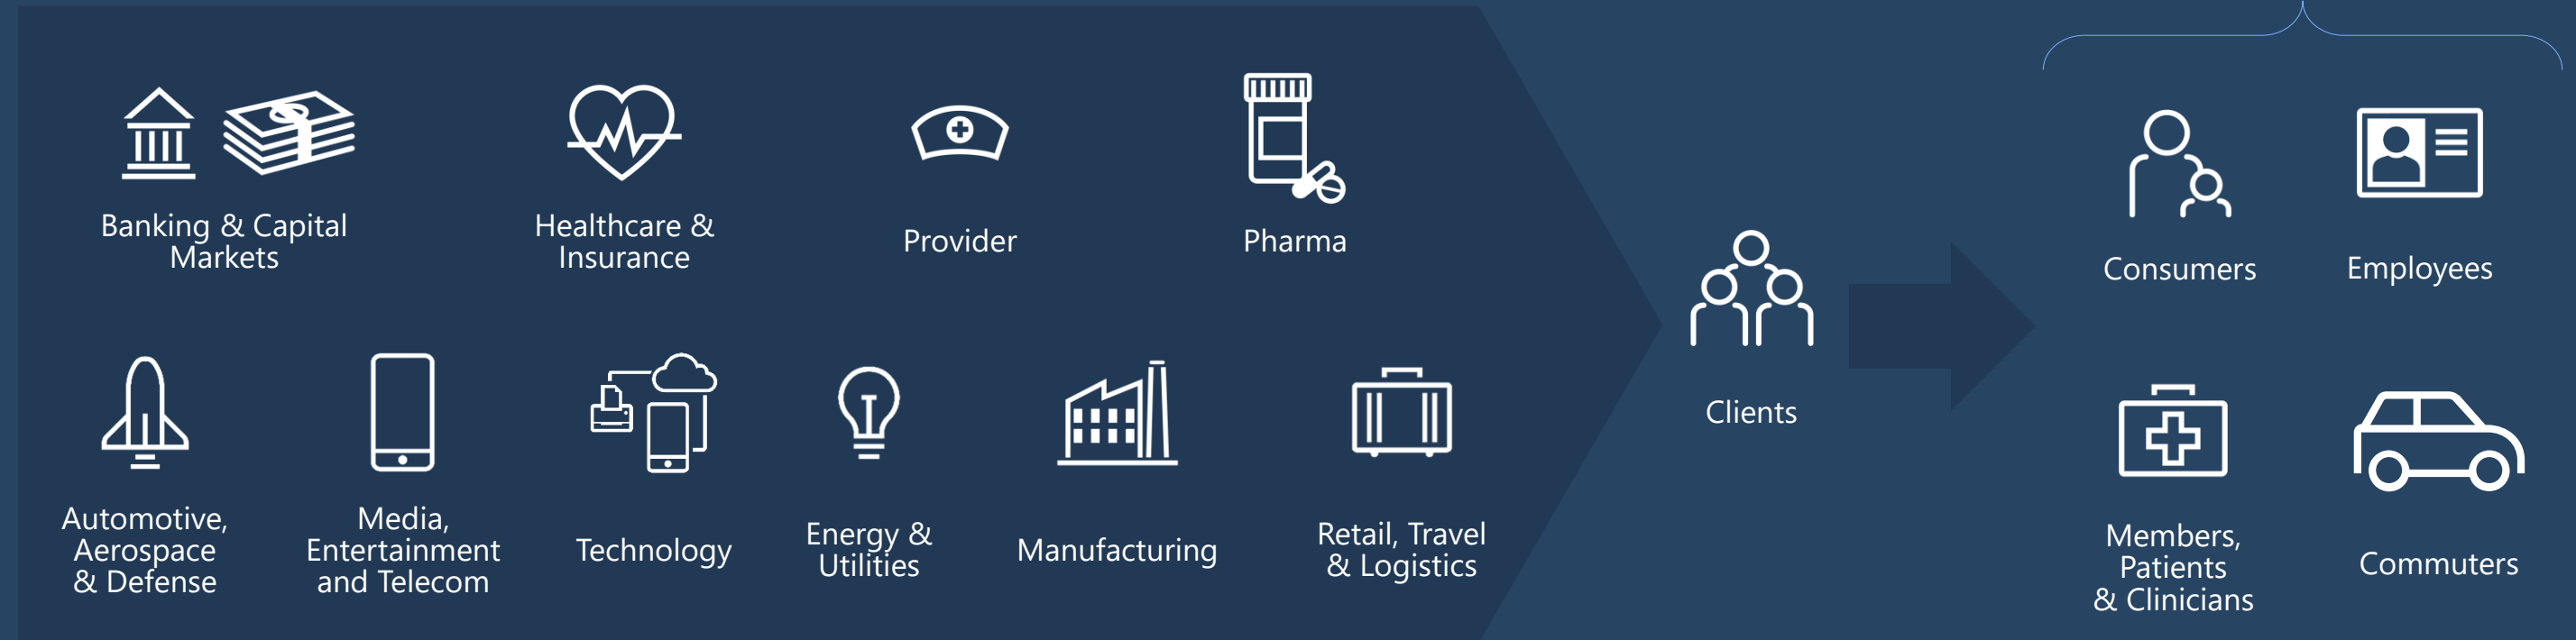 Banking & Capital
Markets
Healthcare &
Insurance
Provider
Pharma
Automotive,
Aerospace
& Defense
Media,
Entertainment
and Telecom
Technology
Energy &
Utilities
Manufacturing
Retail, Travel
& Logistics
Clients
Consumers
Employees
Members,
Patients
& Clinicians
Commuters